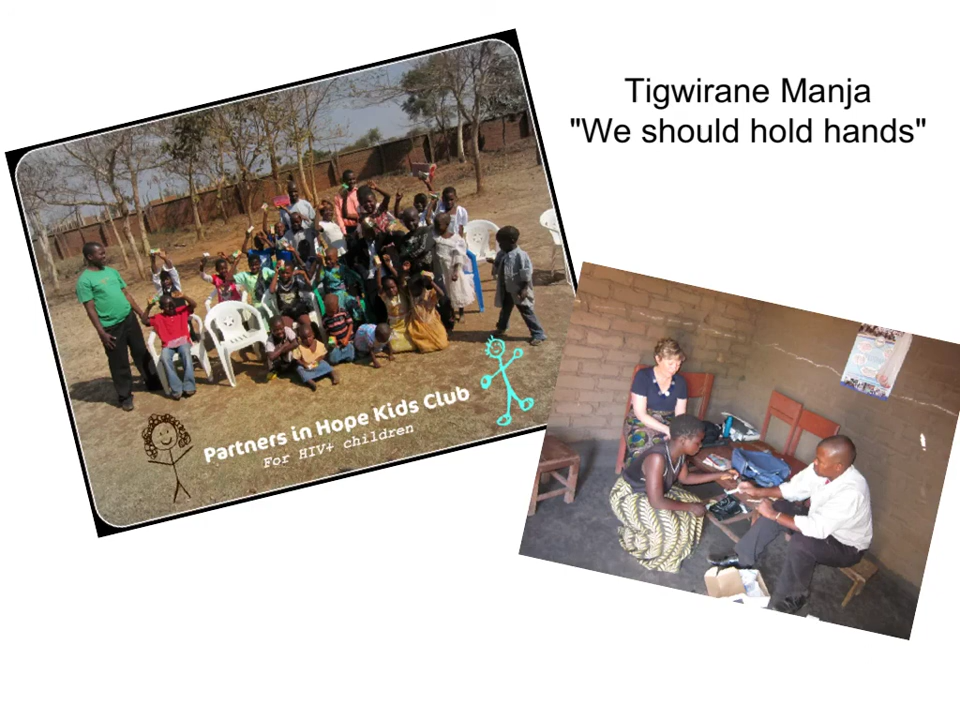 Tigwirane Manja
"We should hold hands"
Partners in Hope Kids Club
For HIV+ children